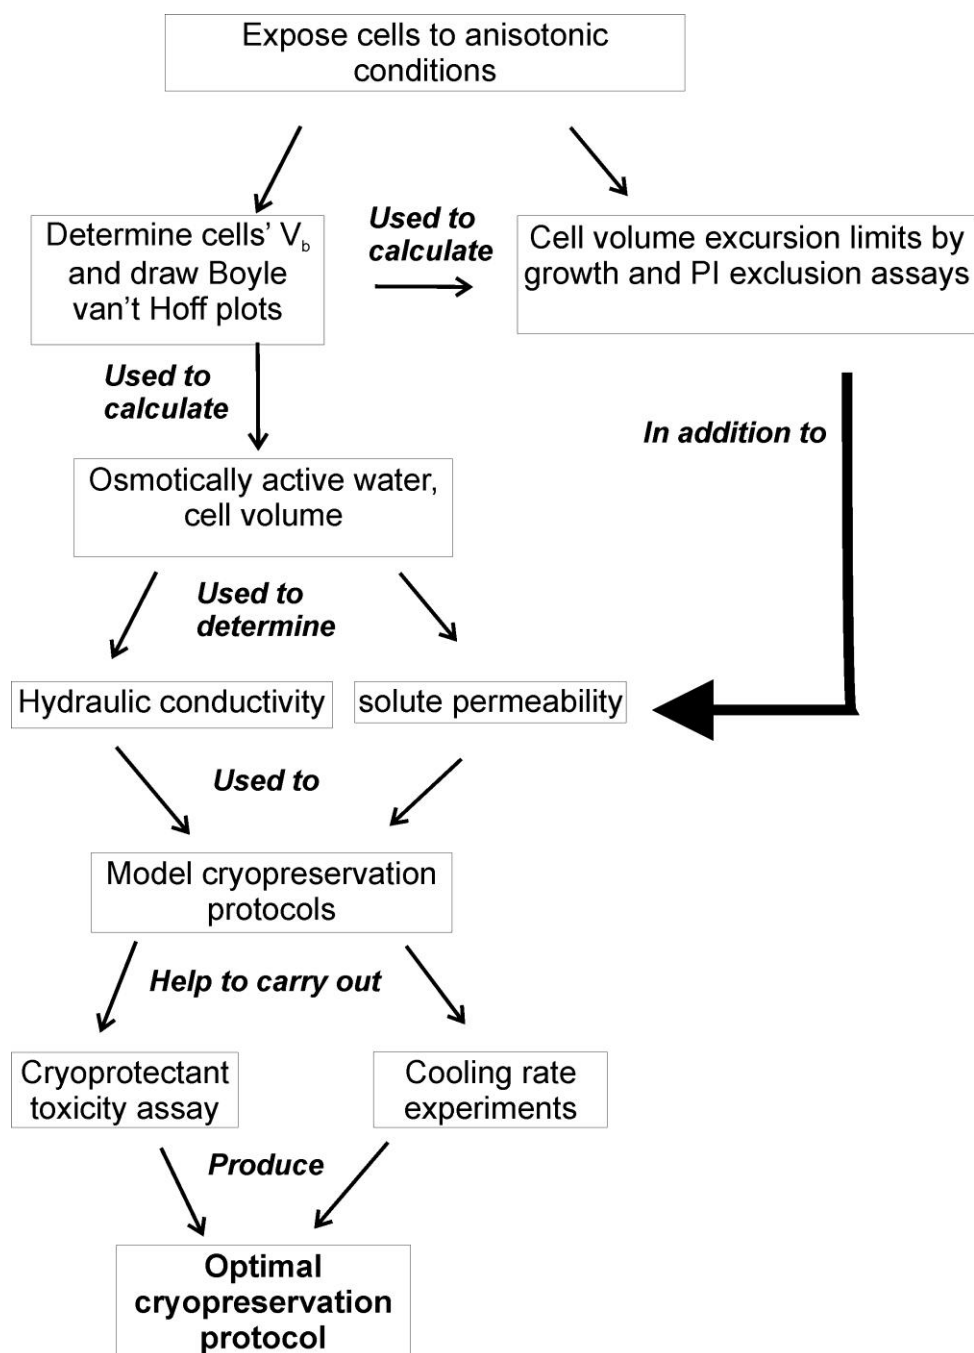 Expose cells to anisotonic
conditions
Determine cells’ Vb
and draw Boyle
van’t Hoff plots
Used to
calculate
Cell volume excursion limits by
growth and PI exclusion assays
Used to
calculate
In addition to
Osmotically active water,
cell volume
Used to
determine
Hydraulic conductivity
solute permeability
Used to
Model cryopreservation
protocols
Help to carry out
Cryoprotectant
toxicity assay
Cooling rate
experiments
Produce
Optimal
cryopreservation
protocol